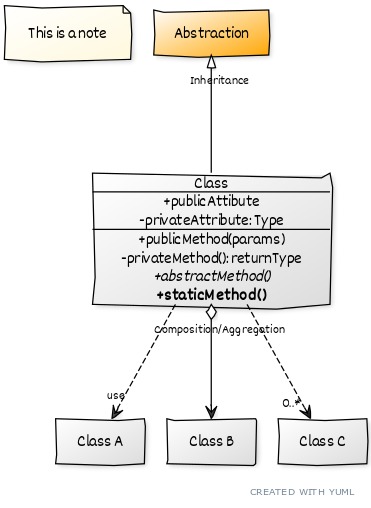 This is a note
Abstraction
Inheritance
Class
+publicAttibute
-privateAttribute: Type
+publicMethod(params)
-privateMethod(): returnType
+abstractMethod()
+staticMethod()
Composition/Aggregation
use
0..*
Class A
Class B
Class C
CREATED WITH YUML